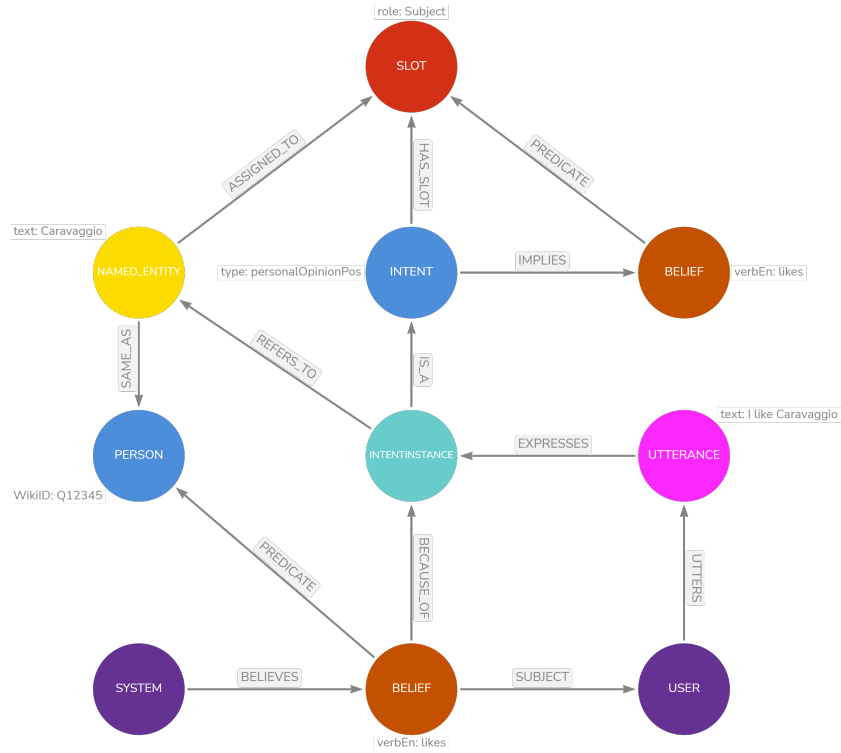 role: Subject
SLOT
ASSIGNED_TO
HAS_SLOT
PREDICATE
text: Caravaggio
NAMED_ENTITY
type: personalOpinionPos
INTENT
IMPLIES
BELIEF
verbEn: likes
SAME_AS
REFERS_TO
IS_A
text: I like Caravaggio
PERSON
INTENTINSTANCE
EXPRESSES
UTTERANCE
WikiID: Q12345
PREDICATE
BECAUSE_OF
UTTERS
SYSTEM
BELIEVES
BELIEF
SUBJECT
USER
verbEn: likes